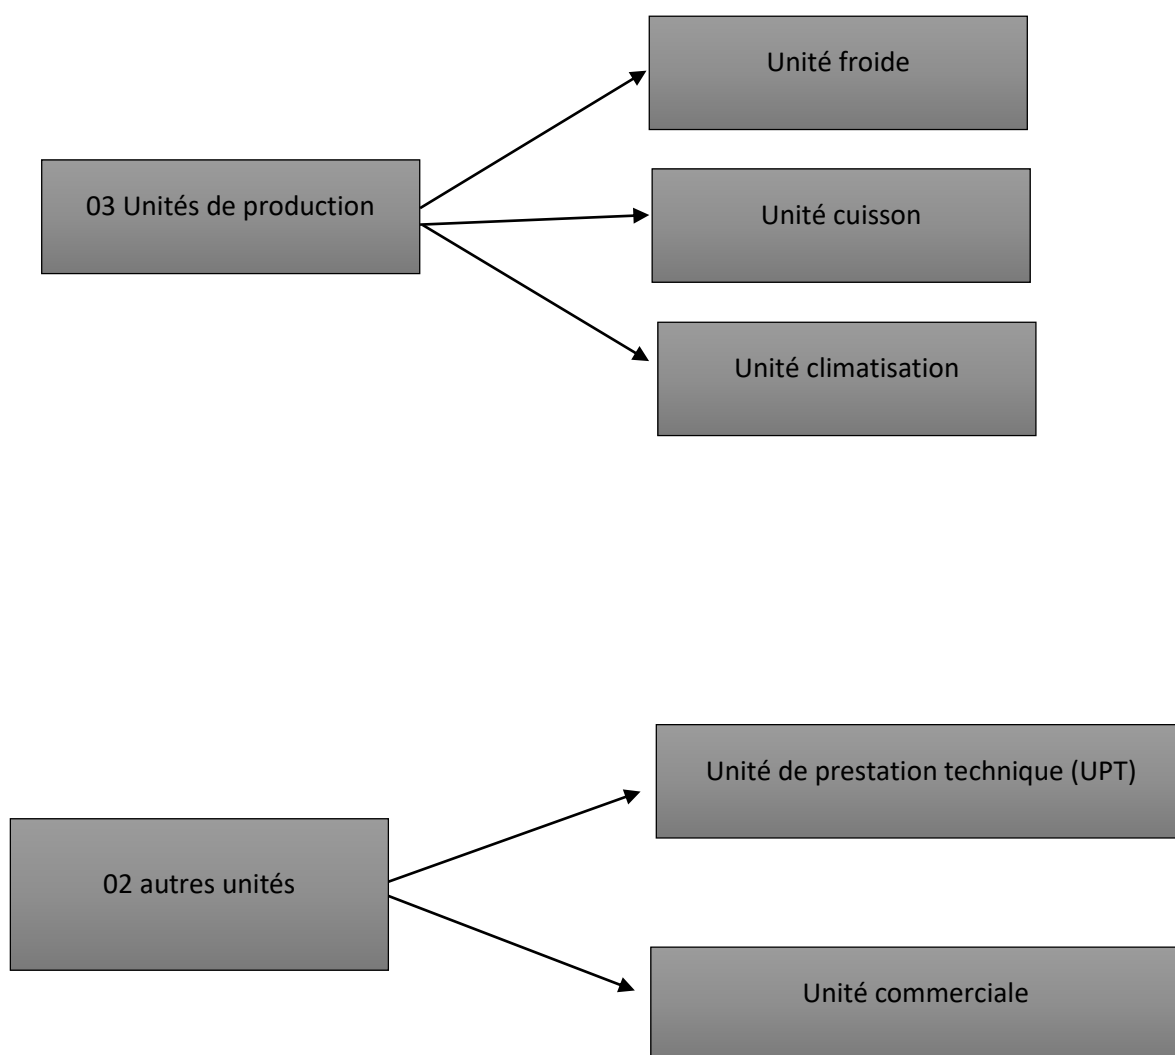 Unité froide
03 Unités de production
Unité cuisson
Unité climatisation
Unité de prestation technique (UPT)
02 autres unités
Unité commerciale